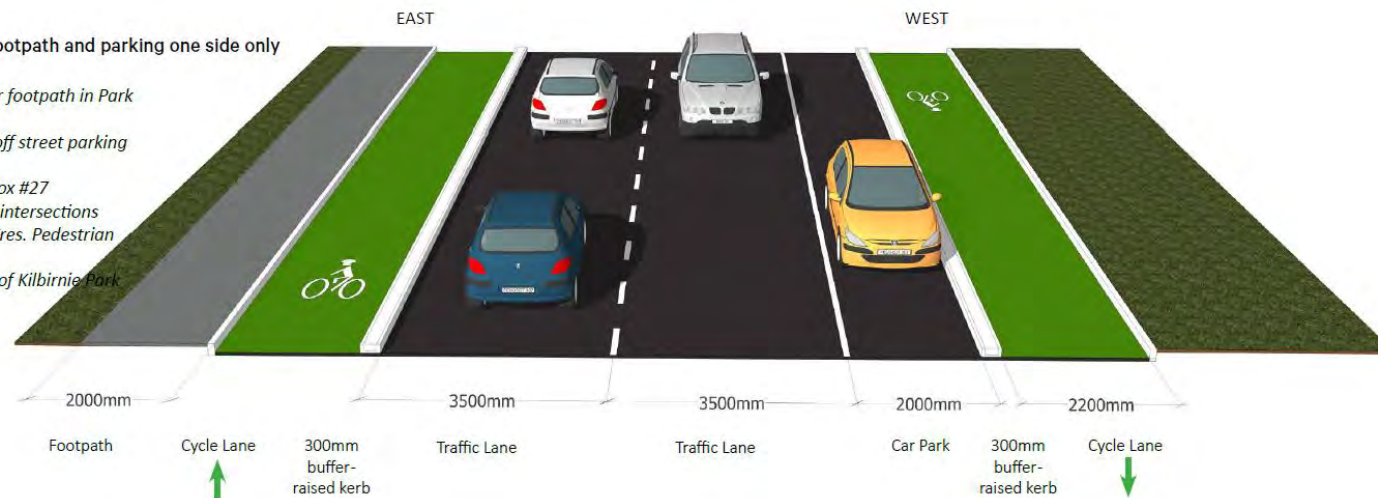 EAST
WEST
ootpath and parking one side only
r footpath in Park
off street parking
ox #27
intersections
res. Pedestrian
of Kilbirnie Park
2000mm
3500mm
3500mm
2000mm
2200mm
Footpath
Cycle Lane
300mm
buffer-
raised kerb
Traffic Lane
Traffic Lane
Car Park
300mm
buffer-
raised kerb
Cycle Lane